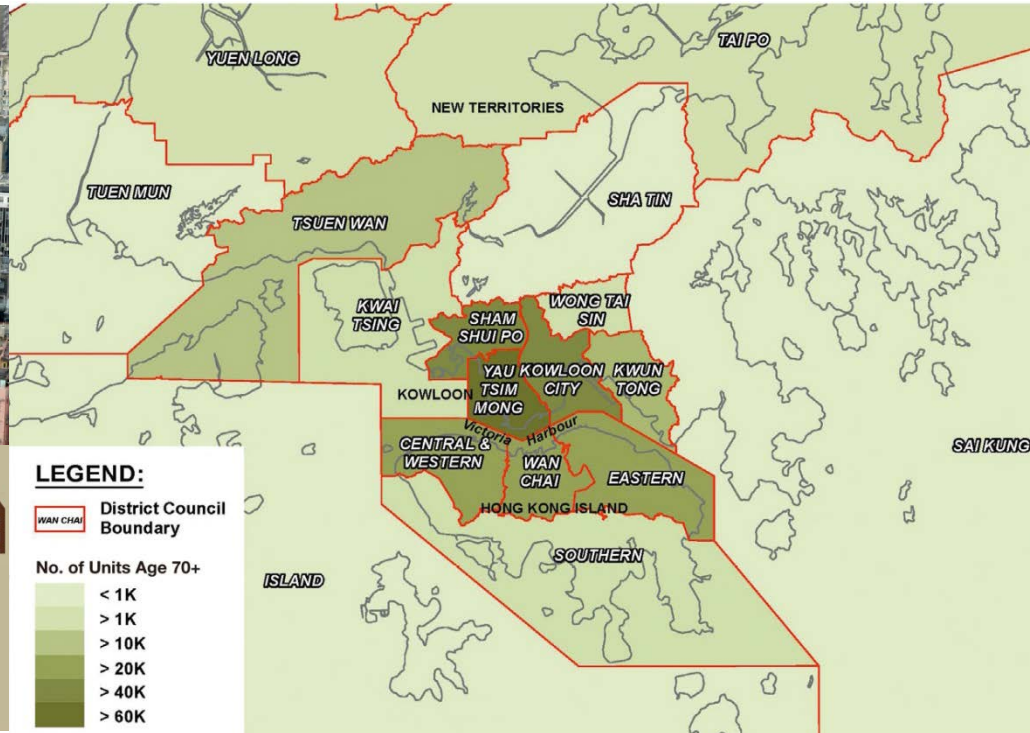 YUEN LONG
TAI PO
NEW TERRITORIES
TUEN MUN
SHA TIN
TSUEN WAN
KWAI
TSING
WONG TAI
SIN
SHAM
SHUI PO
YAU
TSIM
MONG
KOWLOON
CITY
KWUN
TONG
KOWLOON
Victoria Harbour
CENTRAL &
WESTERN
WAN
CHAI
EASTERN
SAI KUNG
HONG KONG ISLAND
SOUTHERN
ISLAND
LEGEND:
WAN CHAI
District Council
Boundary
No. of Units Age 70+
< 1K
> 1K
> 10K
> 20K
> 40K
> 60K